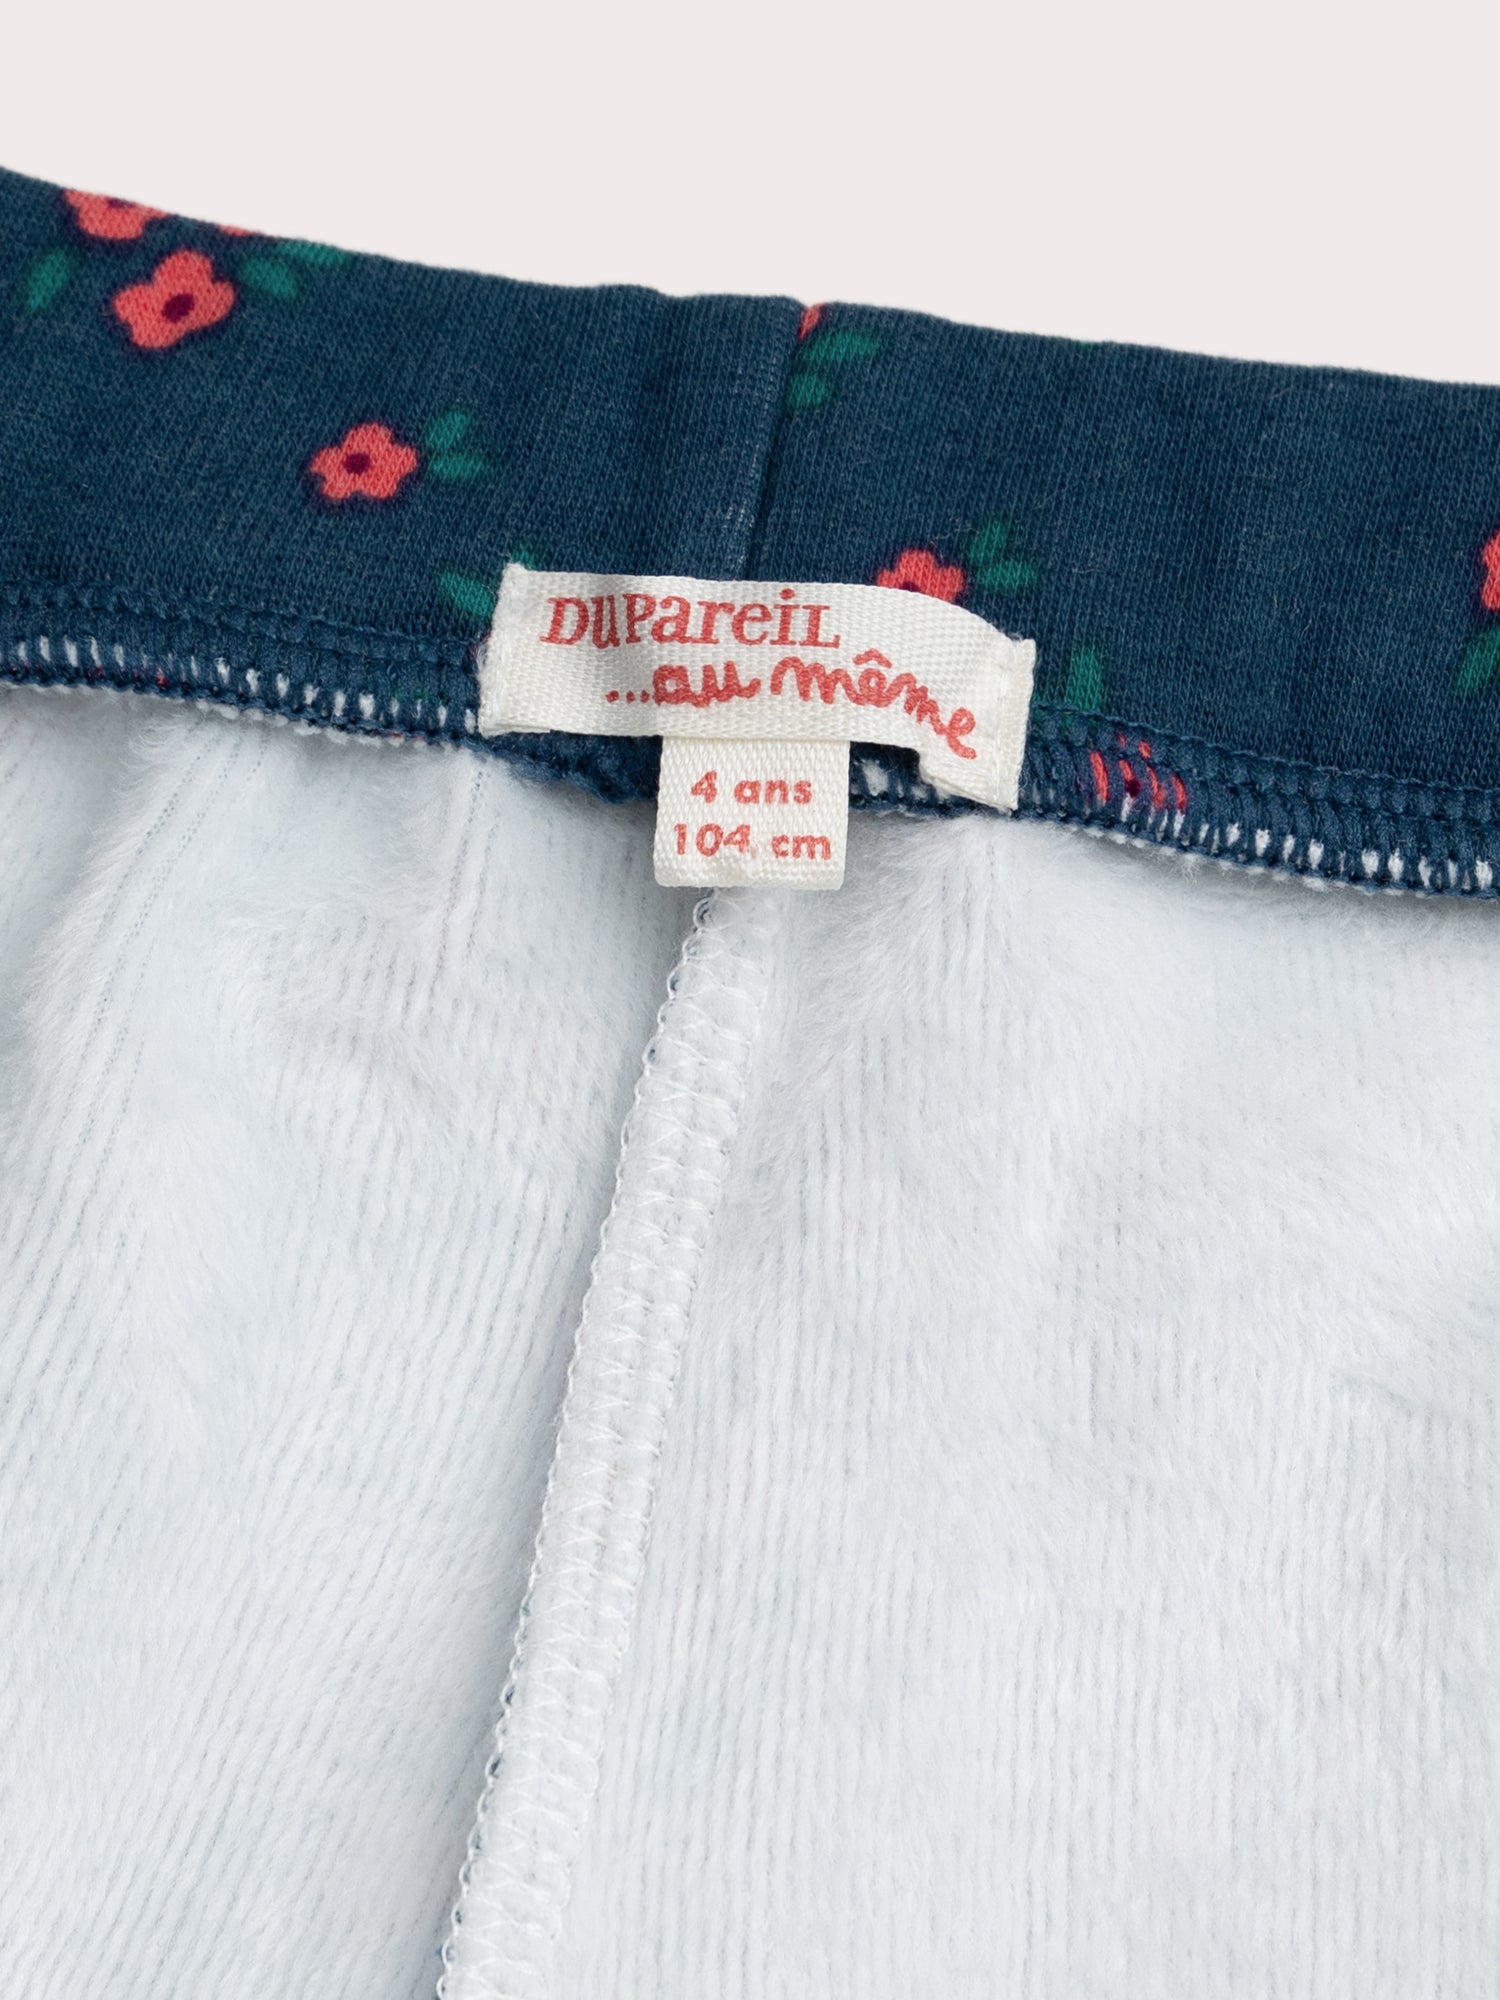 DUPareiL
...au même
4 ans
104 cm